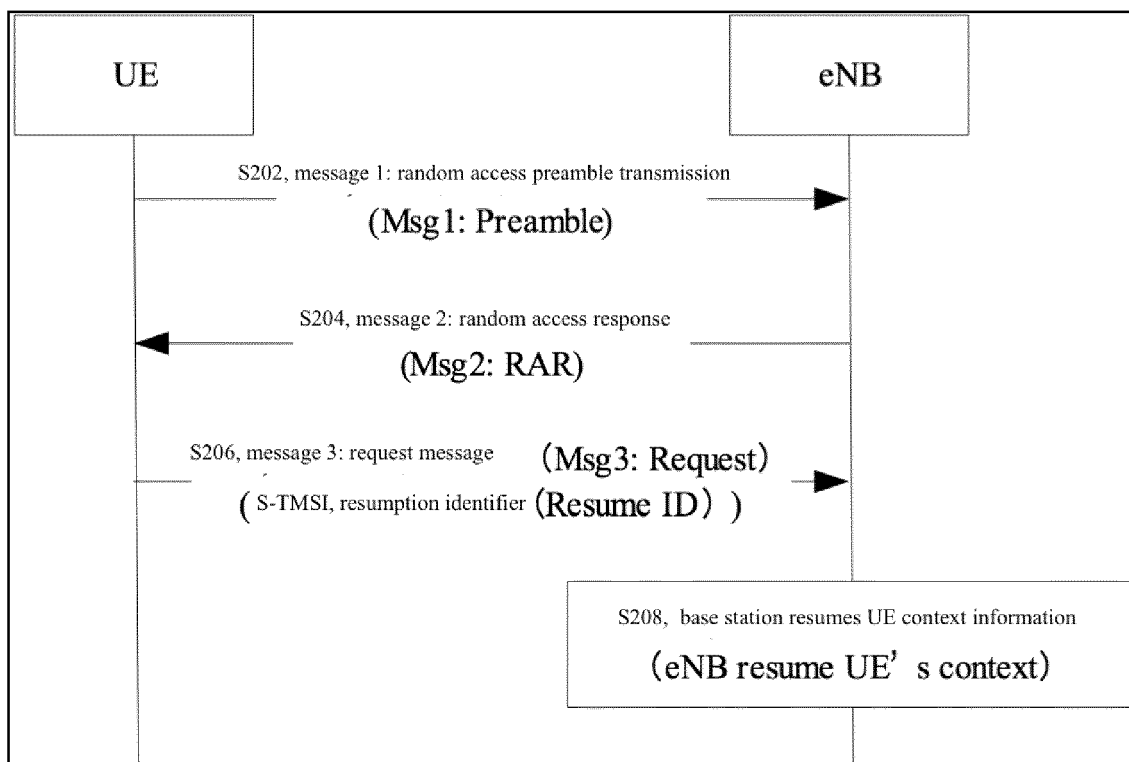 UE
eNB
S202, message 1: random access preamble transmission
(Msg1: Preamble)
S204, message 2: random access response
(Msg2: RAR)
S206, message 3: request message （Msg3: Request）
( S-TMSI, resumption identifier（Resume ID））
S208, base station resumes UE context information
（eNB resume UE’s context）